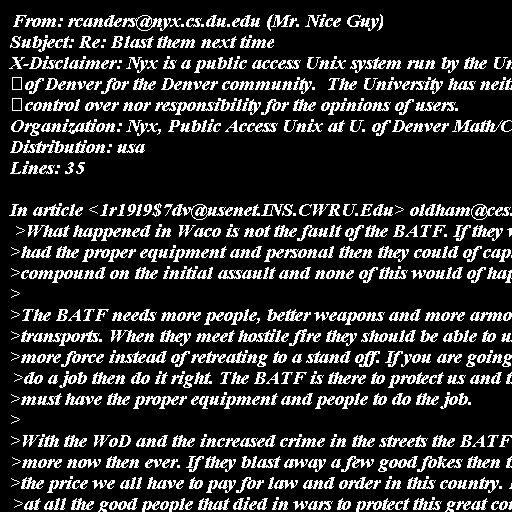 From: rcanders@nyx.cs.du.edu (Mr. Nice Guy)
Subject: Re: Blast them next time
X-Disclaimer: Nyx is a public access Unix system run by the
of Denver for the Denver community.  The University has
control over nor responsibility for the opinions of users.
Organization: Nyx, Public Access Unix at U. of Denver
Distribution: usa
Lines: 35

In article <1r19l9$7dv@usenet.INS.CWRU.Edu> oldham@ces.
>What happened in Waco is not the fault of the BATF. If they
>had the proper equipment and personal then they could of
>compound on the initial assault and none of this would of
>
>The BATF needs more people, better weapons and more
>transports. When they meet hostile fire they should be able to
>more force instead of retreating to a stand off. If you are going
>do a job then do it right. The BATF is there to protect us and
>must have the proper equipment and people to do the job.
>
>With the WoD and the increased crime in the streets the BATF
>more now then ever. If they blast away a few good fokes then
>the price we all have to pay for law and order in this country.
>at all the good people that died in wars to protect this great